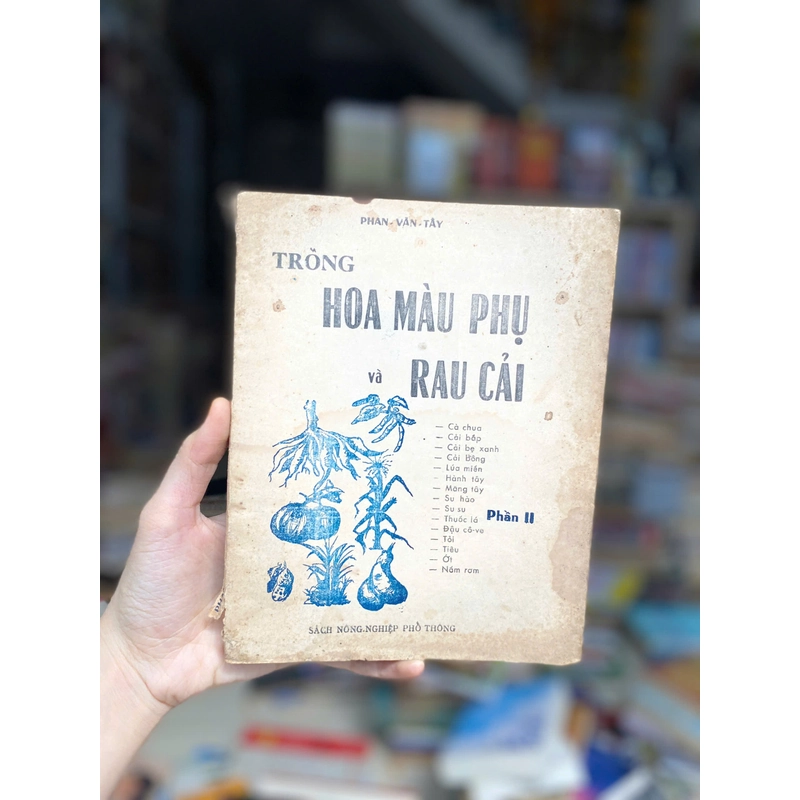 PHAN-VĂN-TÂY
TRỒNG
HOA MÀU PHỤ
và RAU CẢI
— Cà chua
— Cải bắp
— Cải bẹ xanh
— Cải Bông
— Lúa miến
— Hành tây
— Măng tây
— Su hào
— Su su
— Thuốc lá
— Đậu cô-ve
— Tỏi
— Tiêu
— Ớt
— Nấm rơm
Phần II
SÁCH NÔNG-NGHIỆP PHỔ THÔNG